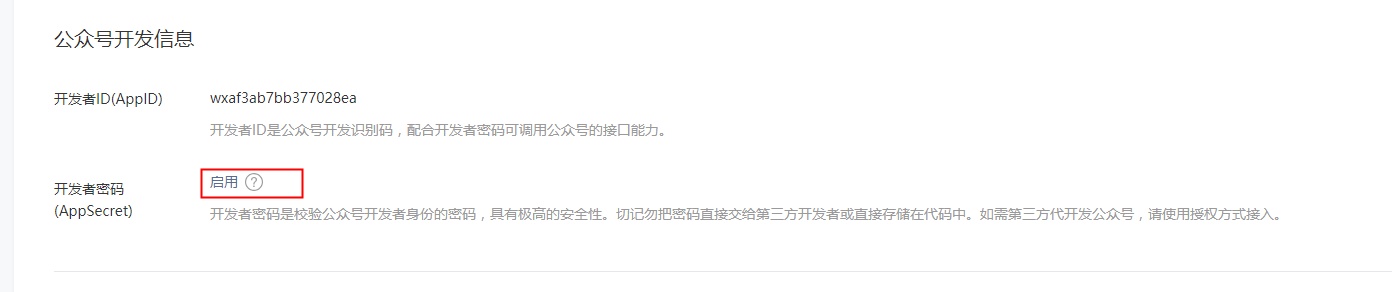 公众号开发信息
开发者ID(AppID)
wxaf3ab7bb377028ea
开发者ID是公众号开发识别码，配合开发者密码可调用公众号的接口能力。
开发者密码
(AppSecret)
启用 ?
开发者密码是校验公众号开发者身份的密码，具有极高的安全性。切记勿把密码直接交给第三方开发者或直接存储在代码中。如需第三方代开发公众号，请使用授权方式接入。